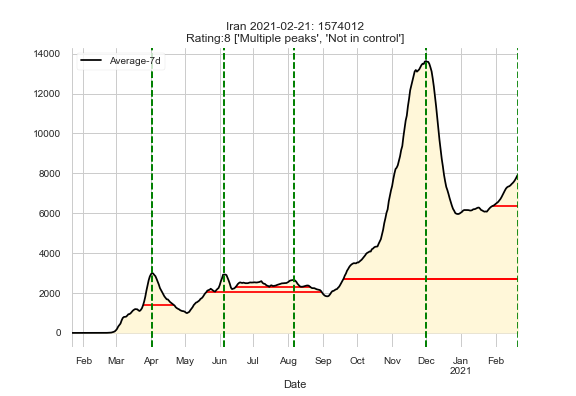 Iran 2021-02-21: 1574012
Rating:8 ['Multiple peaks', 'Not in control']
Average-7d
14000
12000
10000
8000
6000
4000
2000
0
Feb Mar Apr May Jun Jul Aug Sep Oct Nov Dec Jan Feb
2021
Date